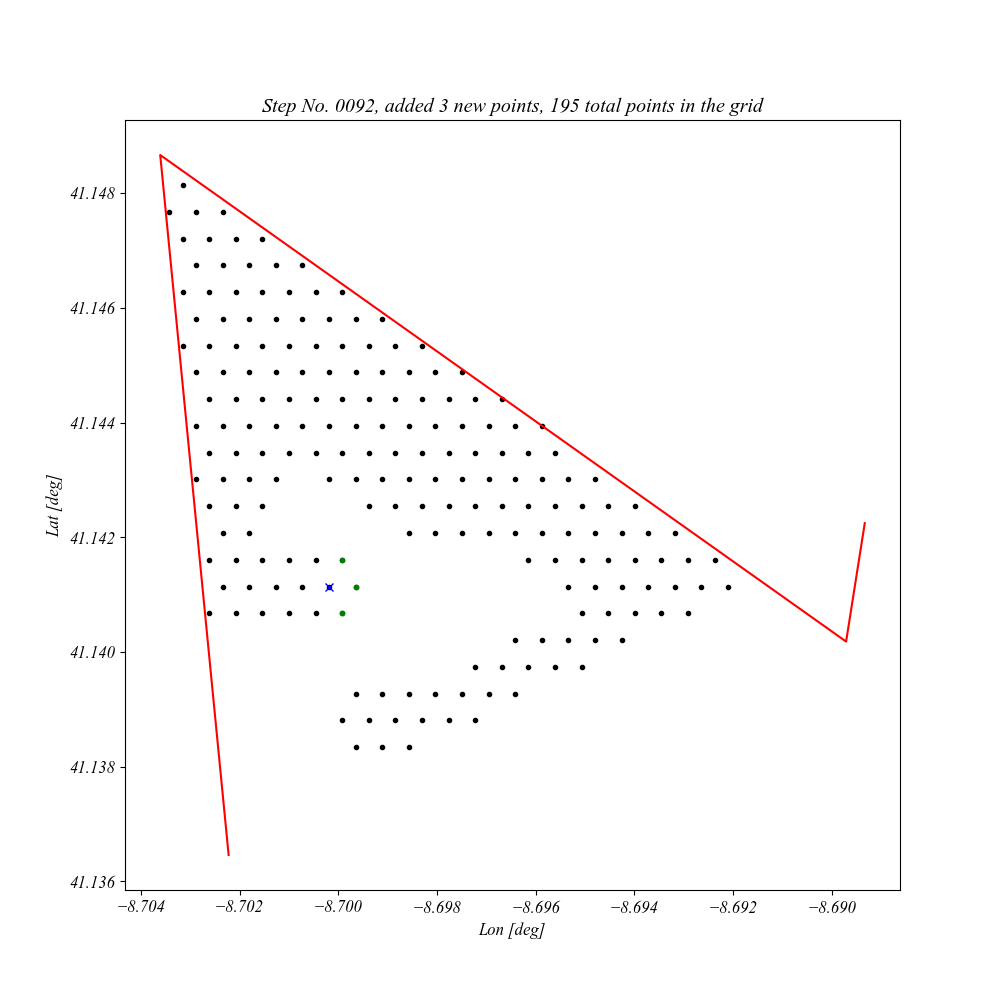 Step No. 0092, added 3 new points, 195 total points in the grid
41.148
41.146
41.144
41.142
41.140
41.138
41.136
Lat [deg]
−8.704 −8.702 −8.700 −8.698 −8.696 −8.694 −8.692 −8.690
Lon [deg]